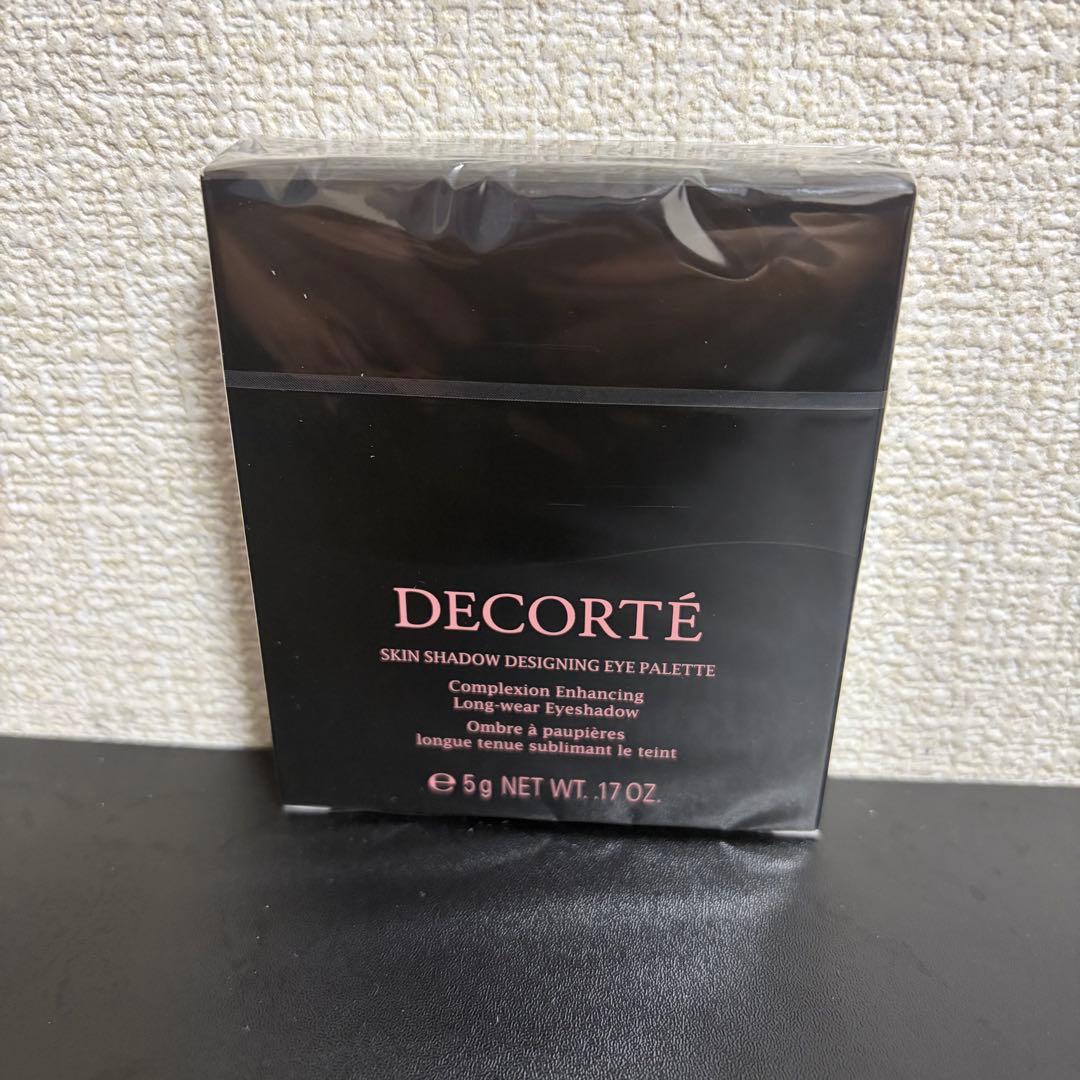 DECORTÉ
SKIN SHADOW DESIGNING EYE PALETTE
Complexion Enhancing
Long-wear Eyeshadow
Ombre à paupières
longue tenue sublimant le teint
℮ 5g NET WT. .17 OZ.